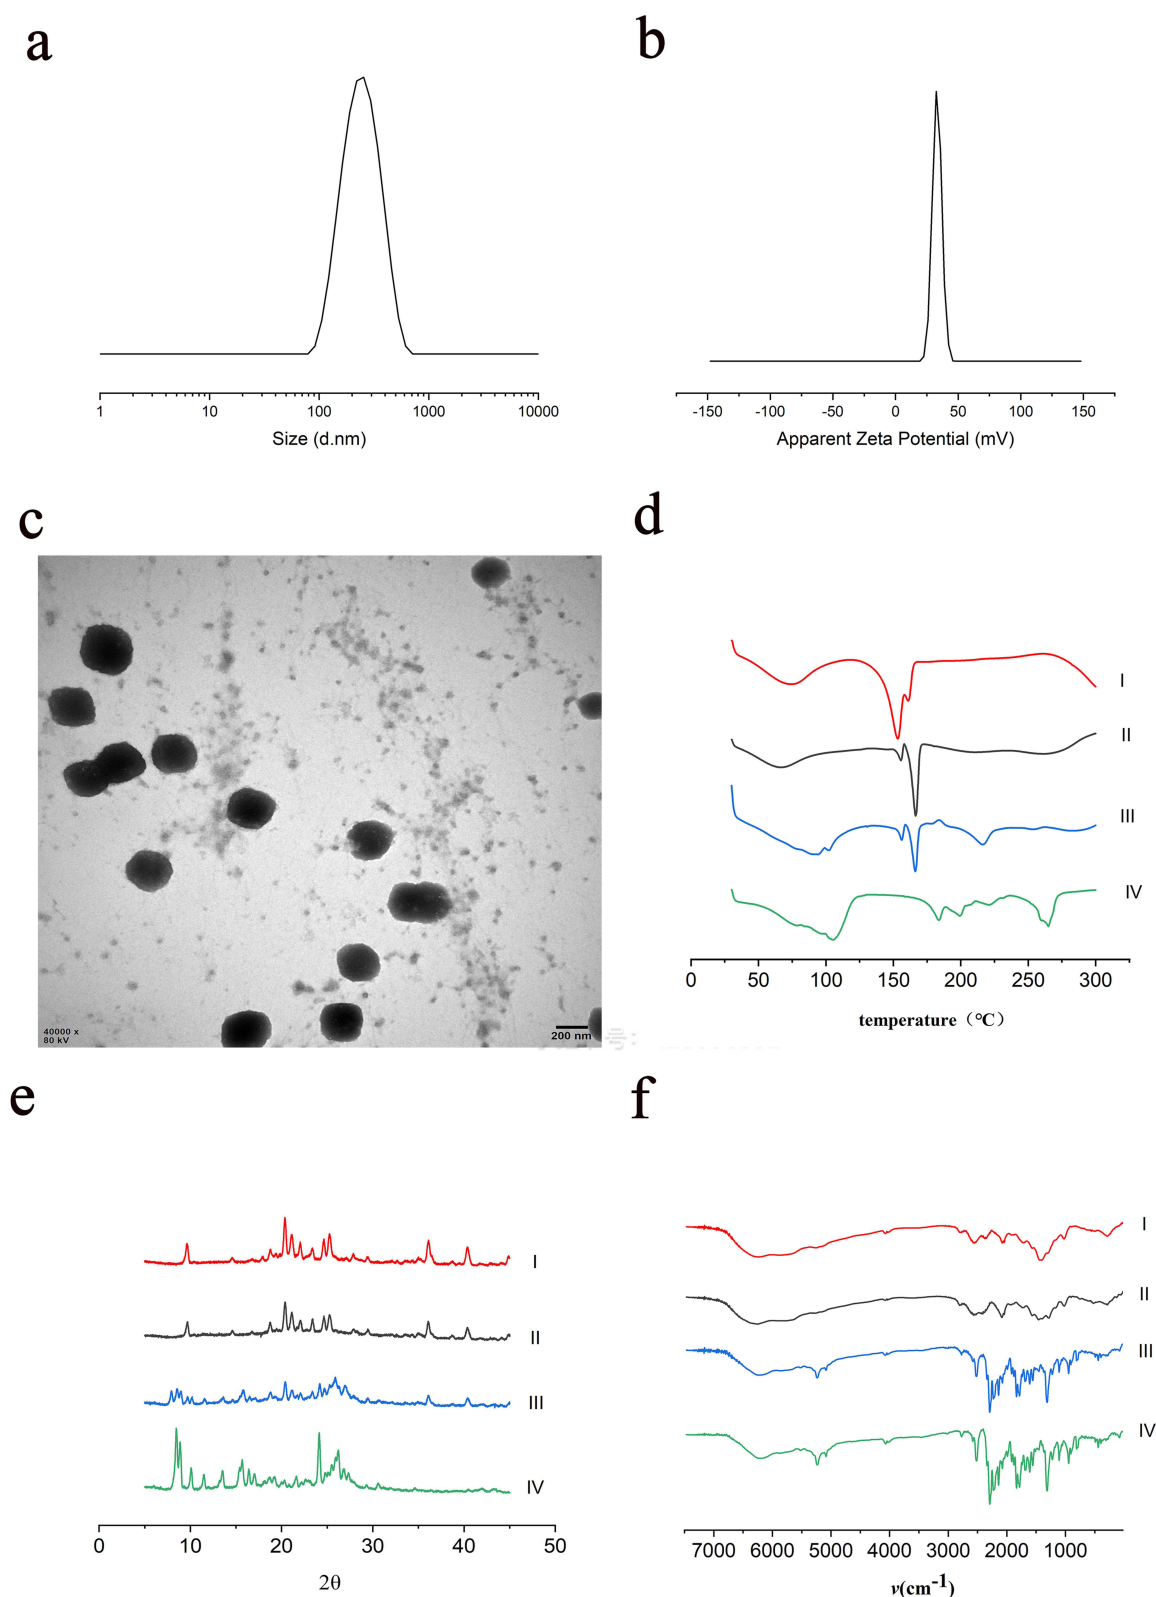 a
b
1 10 100 1000 10000
Size (d.nm)
-150 -100 -50 0 50 100 150
Apparent Zeta Potential (mV)
c
d
40000 x
80 kV
200 nm
I
II
III
IV
0 50 100 150 200 250 300
temperature（℃）
号:
e
f
I
II
III
IV
0 10 20 30 40 50
2θ
I
II
III
IV
7000 6000 5000 4000 3000 2000 1000
ν(cm⁻¹)